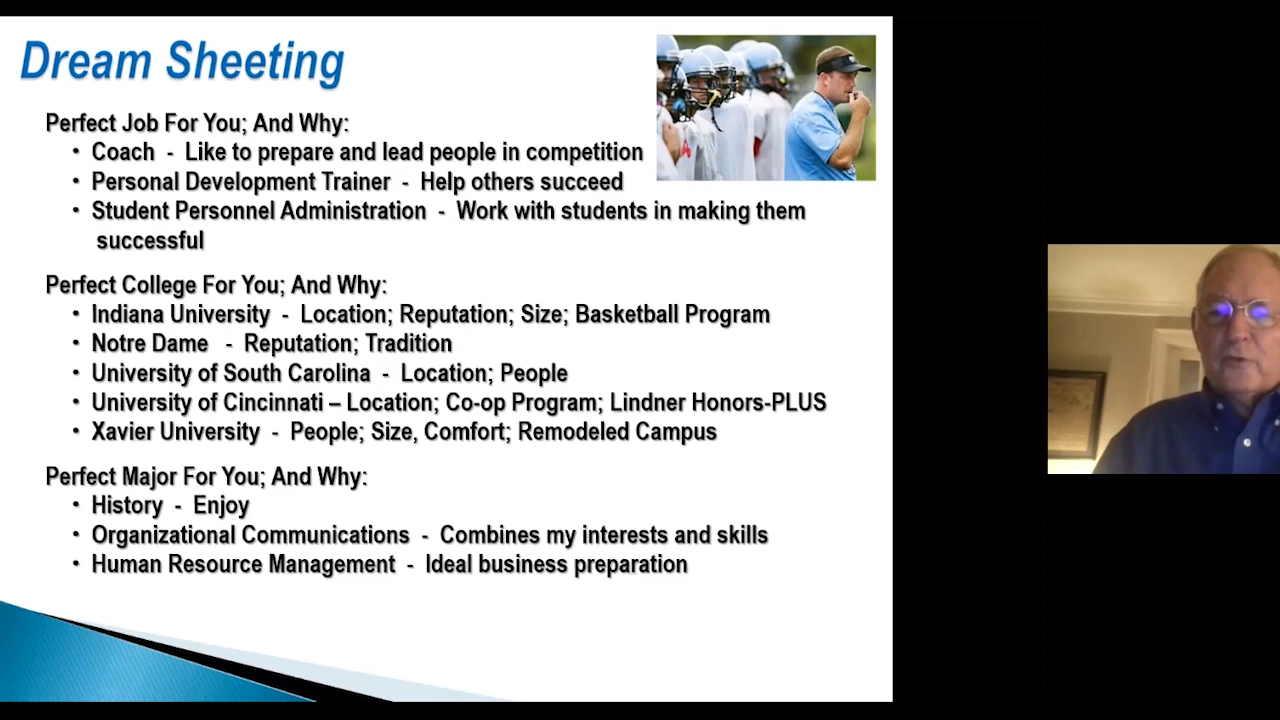 Dream Sheeting
Perfect Job For You; And Why:
• Coach - Like to prepare and lead people in competition
• Personal Development Trainer - Help others succeed
• Student Personnel Administration - Work with students in making them
successful
Perfect College For You; And Why:
• Indiana University - Location; Reputation; Size; Basketball Program
• Notre Dame - Reputation; Tradition
• University of South Carolina - Location; People
• University of Cincinnati – Location; Co-op Program; Lindner Honors-PLUS
• Xavier University - People; Size, Comfort; Remodeled Campus
Perfect Major For You; And Why:
• History - Enjoy
• Organizational Communications - Combines my interests and skills
• Human Resource Management - Ideal business preparation